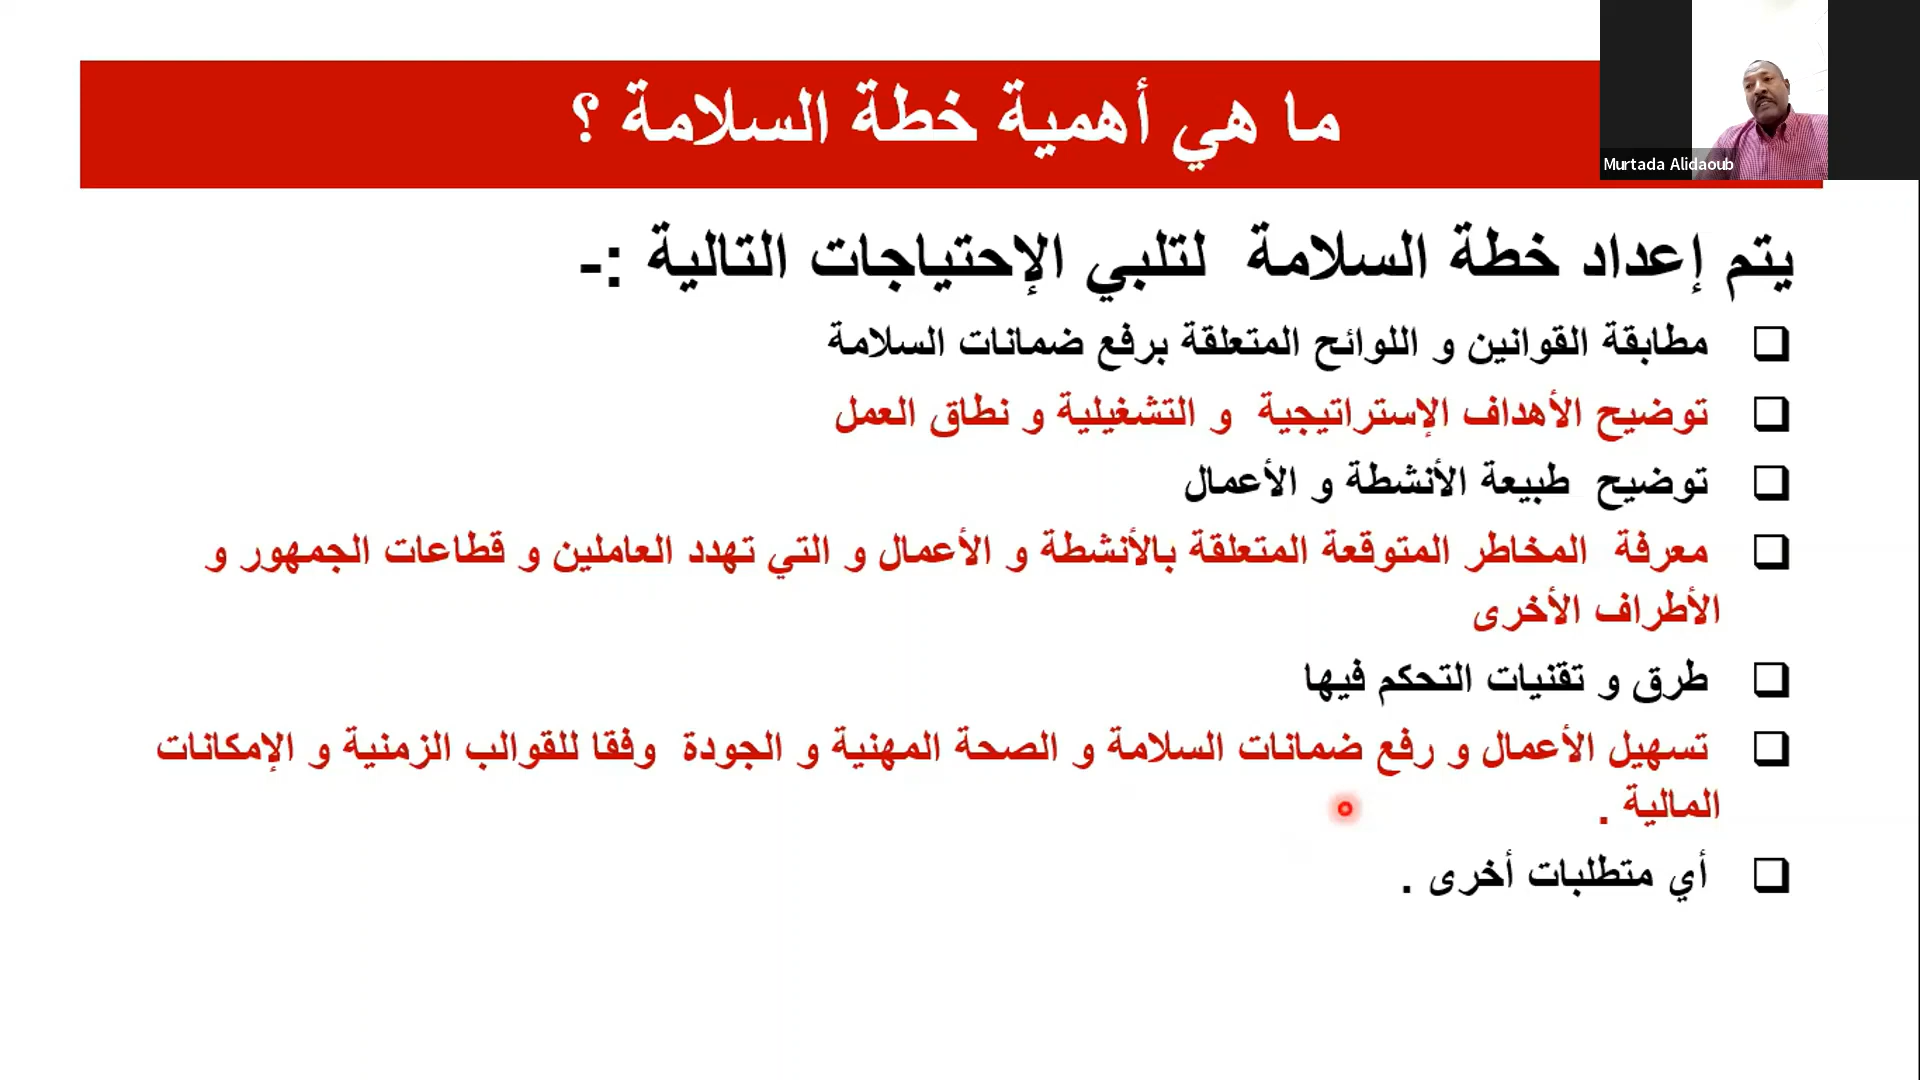 ما هي أهمية خطة السلامة ؟
Murtada Alidaoub
يتم إعداد خطة السلامة لتلبي الإحتياجات التالية :-
مطابقة القوانين و اللوائح المتعلقة برفع ضمانات السلامة
توضيح الأهداف الإستراتيجية و التشغيلية و نطاق العمل
توضيح طبيعة الأنشطة و الأعمال
معرفة المخاطر المتوقعة المتعلقة بالأنشطة و الأعمال و التي تهدد العاملين و قطاعات الجمهور و
الأطراف الأخرى
طرق و تقنيات التحكم فيها
تسهيل الأعمال و رفع ضمانات السلامة و الصحة المهنية و الجودة وفقا للقوالب الزمنية و الإمكانات
المالية .
أي متطلبات أخرى .